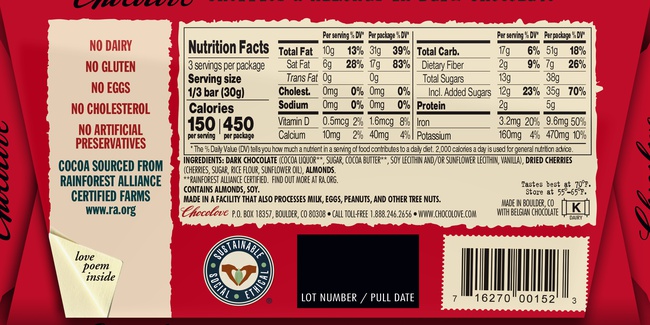 Chocolove
NO DAIRY
NO GLUTEN
NO EGGS
NO CHOLESTEROL
NO ARTIFICIAL
PRESERVATIVES
COCOA SOURCED FROM
RAINFOREST ALLIANCE
CERTIFIED FARMS
www.ra.org
love
poem
inside
Nutrition Facts
3 servings per package
Serving size
1/3 bar (30g)
Calories
150 450
per serving per package
Per serving % DV* Per package % DV*
Total Fat 10g 13% 31g 39%
Sat Fat 6g 28% 17g 83%
Trans Fat 0g 0g
Cholest. 0mg 0% 0mg 0%
Sodium 0mg 0% 0mg 0%
Vitamin D 0.5mcg 2% 1.6mcg 8%
Calcium 10mg 2% 40mg 4%
Per serving % DV* Per package % DV*
Total Carb. 17g 6% 51g 18%
Dietary Fiber 2g 9% 7g 26%
Total Sugars 13g 38g
Incl. Added Sugars 12g 23% 35g 70%
Protein 2g 5g
Iron 3.2mg 20% 9.6mg 50%
Potassium 160mg 4% 470mg 10%
* The % Daily Value (DV) tells you how much a nutrient in a serving of food contributes to a daily diet. 2,000 calories a day is used for general nutrition advice.
INGREDIENTS: DARK CHOCOLATE (COCOA LIQUOR**, SUGAR, COCOA BUTTER**, SOY LECITHIN AND/OR SUNFLOWER LECITHIN, VANILLA), DRIED CHERRIES
(CHERRIES, SUGAR, RICE FLOUR, SUNFLOWER OIL), ALMONDS.
**RAINFOREST ALLIANCE CERTIFIED. FIND OUT MORE AT RA.ORG.
CONTAINS ALMONDS, SOY.
MADE IN A FACILITY THAT ALSO PROCESSES MILK, EGGS, PEANUTS, AND OTHER TREE NUTS.
Chocolove P.O. BOX 18357, BOULDER, CO 80308 • CALL TOLL-FREE 1.888.246.2656 • WWW.CHOCOLOVE.COM
Tastes best at 70°F.
Store at 55°-65°F.
MADE IN BOULDER, CO
WITH BELGIAN CHOCOLATE
K
DAIRY
SUSTAINABLE
SOCIAL ETHICAL
LOT NUMBER / PULL DATE
7 16270 00152 3